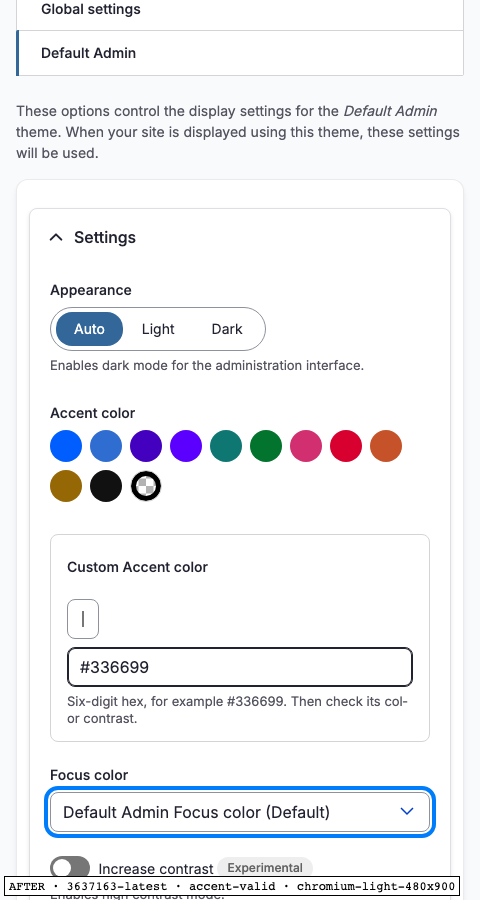 Global settings
Default Admin
These options control the display settings for the Default Admin
theme. When your site is displayed using this theme, these settings
will be used.
Settings
Appearance
Auto
Light
Dark
Enables dark mode for the administration interface.
Accent color
Custom Accent color
#336699
Six-digit hex, for example #336699. Then check its col-
or contrast.
Focus color
Default Admin Focus color (Default)
Increase contrast
Experimental
Enables high contrast mode.
AFTER • 3637163-latest • accent-valid • chromium-light-480x900